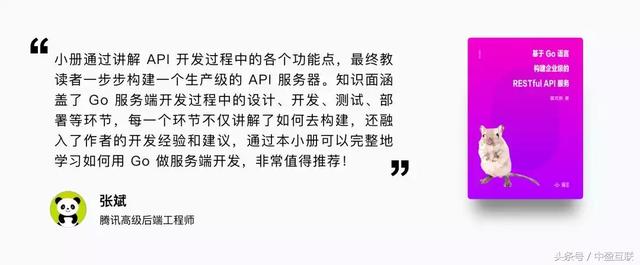 小册通过讲解 API 开发过程中的各个功能点，最终教
读者一步步构建一个生产级的 API 服务器。知识面涵
盖了 Go 服务端开发过程中的设计、开发、测试、部
署等环节，每一个环节不仅讲解了如何去构建，还融
入了作者的开发经验和建议，通过本小册可以完整地
学习如何用 Go 做服务端开发，非常值得推荐！
张斌
腾讯高级后端工程师
基于 Go 语言
构建企业级的
RESTful API 服务
头条号 / 中盈互联